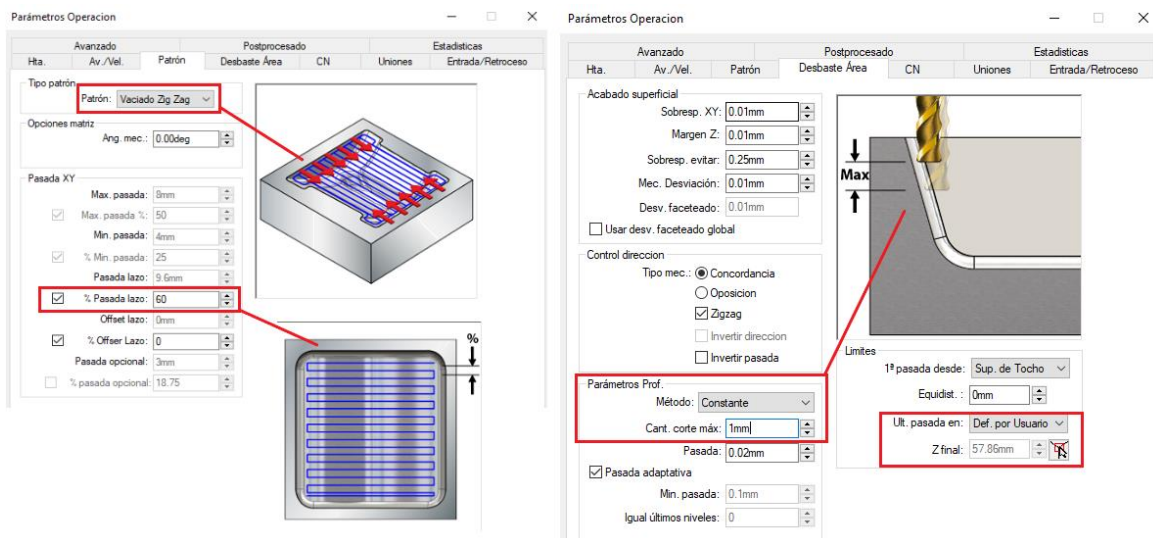 Parámetros Operacion
Avanzado Postprocesado Estadisticas
Hta. Av./Vel. Patrón Desbaste Área CN Uniones Entrada/Retroceso
Tipo patrón
Patrón: Vaciado Zig Zag
Opciones matriz
Ang. mec.: 0.00deg
Pasada XY
Max. pasada: 8mm
Max. pasada %: 50
Min. pasada: 4mm
% Min. pasada: 25
Pasada lazo: 9.6mm
% Pasada lazo: 60
Offset lazo: 0mm
% Offser Lazo: 0
Pasada opcional: 3mm
% pasada opcional: 18.75
%
Parámetros Operacion
Avanzado Postprocesado Estadisticas
Hta. Av./Vel. Patrón Desbaste Área CN Uniones Entrada/Retroceso
Acabado superficial
Sobresp. XY: 0.01mm
Margen Z: 0.01mm
Sobresp. evitar: 0.25mm
Mec. Desviación: 0.01mm
Desv. faceteado: 0.01mm
Usar desv. faceteado global
Control direccion
Tipo mec.: Concordancia
Oposicion
Zigzag
Invertir direccion
Invertir pasada
Parámetros Prof.
Método: Constante
Cant. corte máx: 1mm
Pasada: 0.02mm
Pasada adaptativa
Min. pasada: 0.1mm
Igual últimos niveles: 0
Max
Limites
1ª pasada desde: Sup. de Tocho
Equidist. : 0mm
Ult. pasada en: Def. por Usuario
Z final: 57.86mm